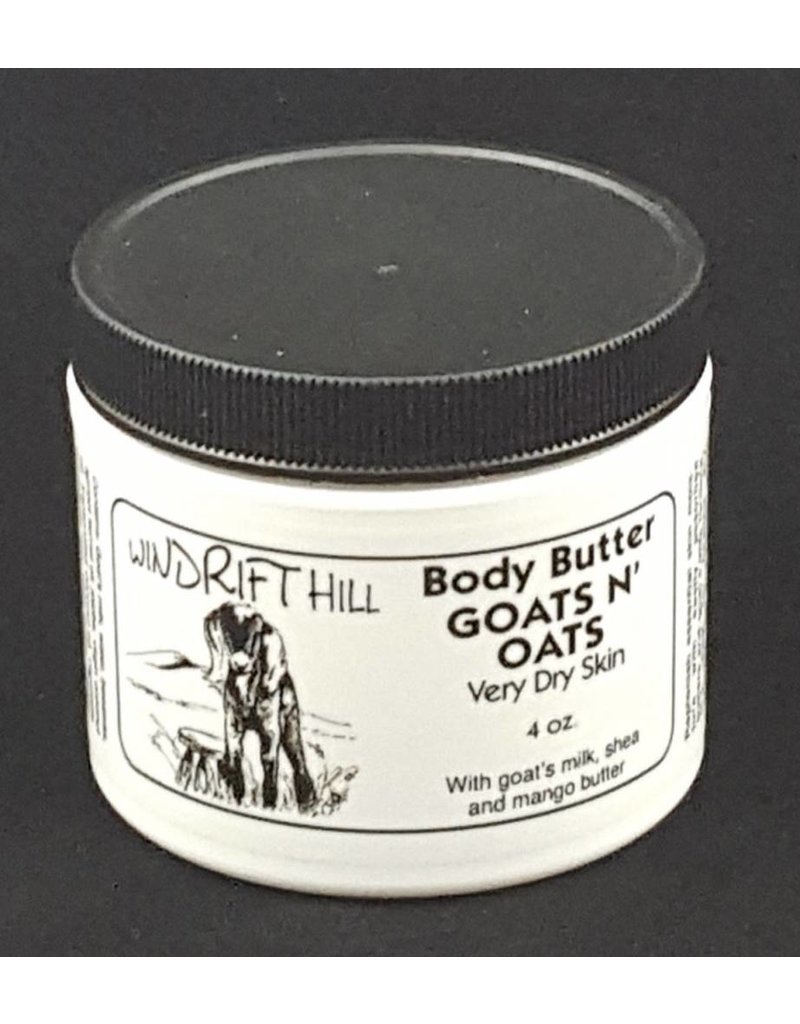 WINDRIFT HILL
Body Butter
GOATS N'
OATS
Very Dry Skin
4 oz.
With goat's milk, shea
and mango butter